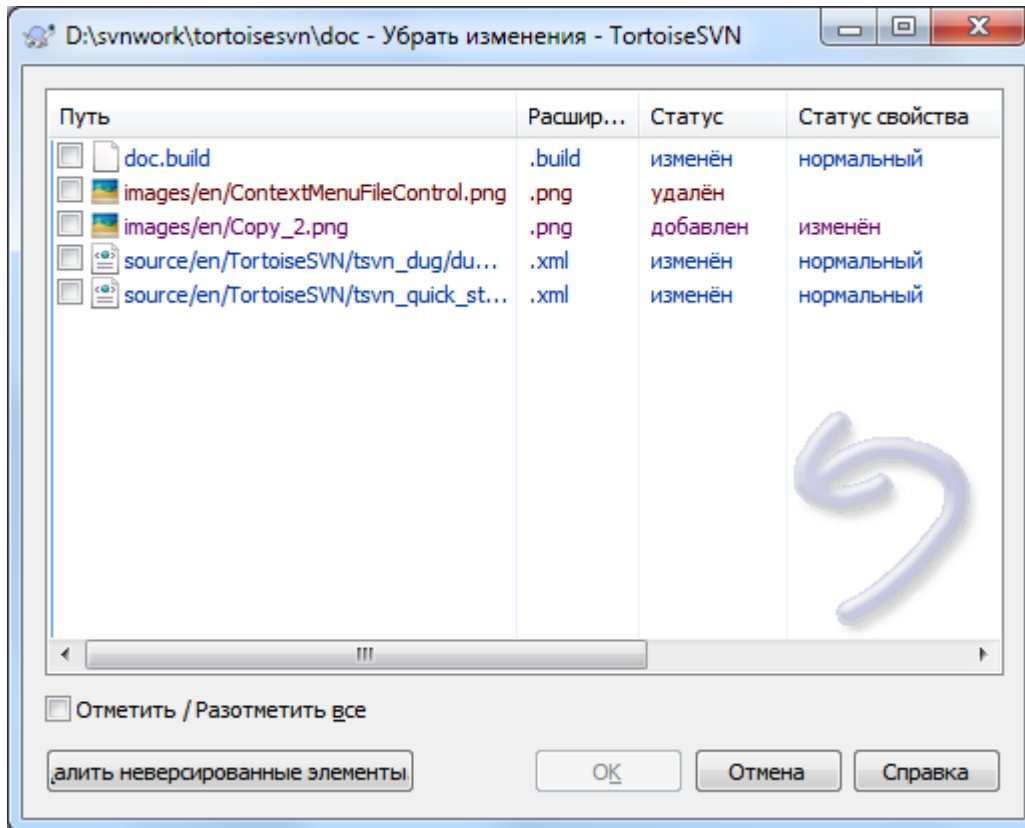 D:\svnwork\tortoisesvn\doc - Убрать изменения - TortoiseSVN
Путь Расшир... Статус Статус свойства
doc.build .build изменён нормальный
images/en/ContextMenuFileControl.png .png удалён
images/en/Copy_2.png .png добавлен изменён
source/en/TortoiseSVN/tsvn_dug/du... .xml изменён нормальный
source/en/TortoiseSVN/tsvn_quick_st... .xml изменён нормальный
Отметить / Разотметить все
далить неверсированные элементы. OK Отмена Справка